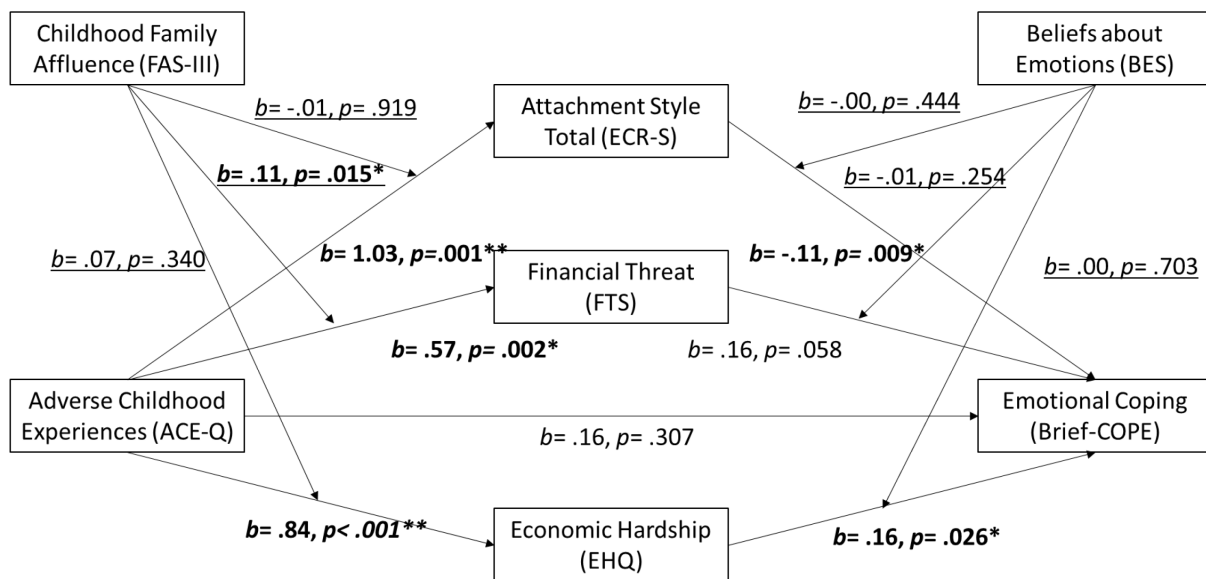 Childhood Family
Affluence (FAS-III)
Beliefs about
Emotions (BES)
b= -.01, p= .919
Attachment Style
Total (ECR-S)
b= -.00, p= .444
b= .11, p= .015*
b= -.01, p= .254
b= .07, p= .340
b= 1.03, p=.001**
b= -.11, p= .009*
b= .00, p= .703
Financial Threat
(FTS)
b= .57, p= .002*
b= .16, p= .058
Adverse Childhood
Experiences (ACE-Q)
Emotional Coping
(Brief-COPE)
b= .16, p= .307
b= .84, p< .001**
Economic Hardship
(EHQ)
b= .16, p= .026*